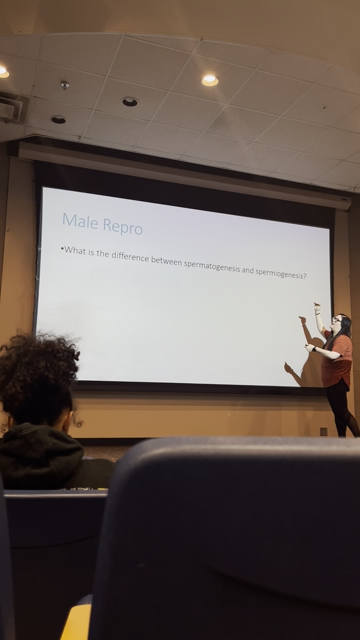 Male Repro
•What is the difference between spermatogenesis and spermiogenesis?